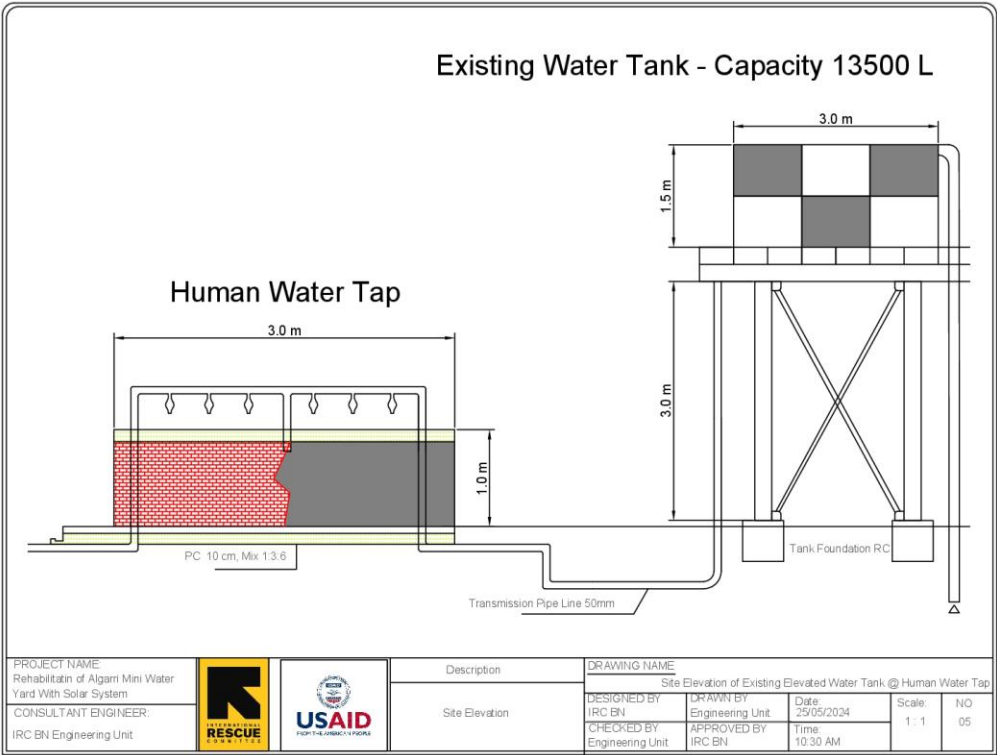 Existing Water Tank - Capacity 13500 L
3.0 m
1.5 m
Human Water Tap
3.0 m
3.0 m
1.0 m
PC 10 cm, Mix 1:3:6
Tank Foundation RC
Transmission Pipe Line 50mm
PROJECT NAME:
Rehabilitatin of Algarri Mini Water
Yard With Solar System
CONSULTANT ENGINEER:
IRC BN Engineering Unit
INTERNATIONAL
RESCUE
COMMITTEE
USAID
FROM THE AMERICAN PEOPLE
Description
Site Elevation
DRAWING NAME
Site Elevation of Existing Elevated Water Tank @ Human Water Tap
DESIGNED BY
IRC BN
DRAWN BY
Engineering Unit
Date:
25/05/2024
Scale:
1 : 1
NO
05
CHECKED BY
Engineering Unit
APPROVED BY
IRC BN
Time:
10:30 AM